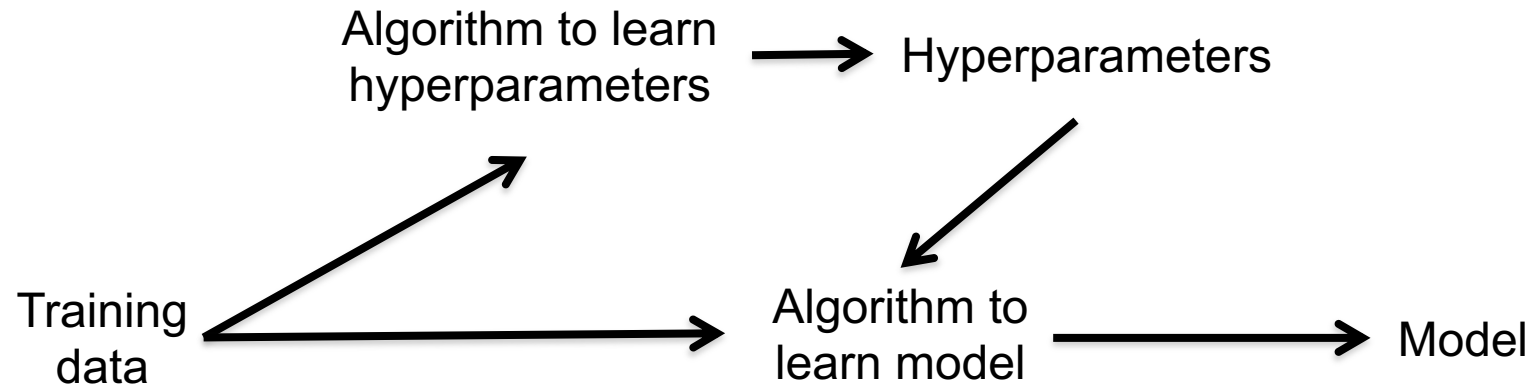 Algorithm to learn
hyperparameters
Hyperparameters
Training
data
Algorithm to
learn model
Model